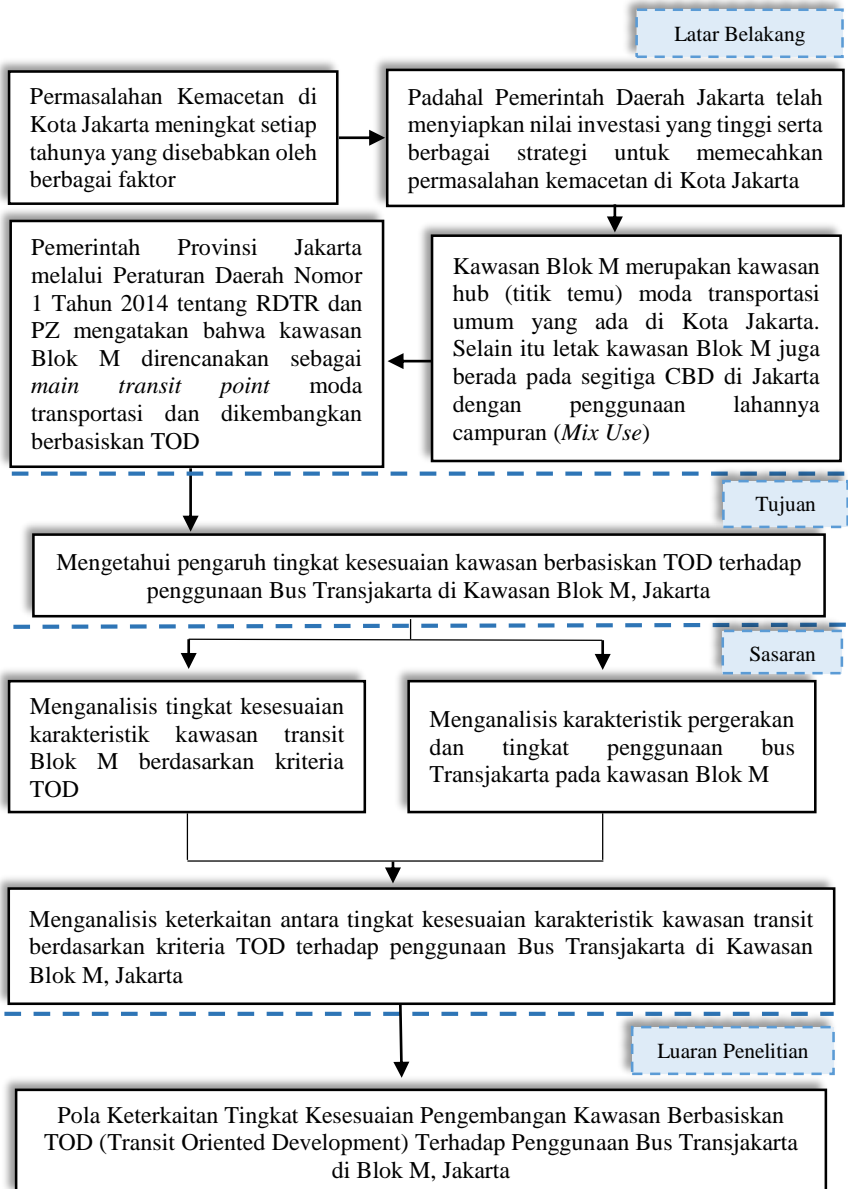 Latar Belakang
Permasalahan Kemacetan di
Kota Jakarta meningkat setiap
tahunya yang disebabkan oleh
berbagai faktor
Padahal Pemerintah Daerah Jakarta telah
menyiapkan nilai investasi yang tinggi serta
berbagai strategi untuk memecahkan
permasalahan kemacetan di Kota Jakarta
Kawasan Blok M merupakan kawasan
hub (titik temu) moda transportasi
umum yang ada di Kota Jakarta.
Selain itu letak kawasan Blok M juga
berada pada segitiga CBD di Jakarta
dengan penggunaan lahannya
campuran (Mix Use)
Pemerintah Provinsi Jakarta
melalui Peraturan Daerah Nomor
1 Tahun 2014 tentang RDTR dan
PZ mengatakan bahwa kawasan
Blok M direncanakan sebagai
main transit point moda
transportasi dan dikembangkan
berbasiskan TOD
Tujuan
Mengetahui pengaruh tingkat kesesuaian kawasan berbasiskan TOD terhadap
penggunaan Bus Transjakarta di Kawasan Blok M, Jakarta
Sasaran
Menganalisis tingkat kesesuaian
karakteristik kawasan transit
Blok M berdasarkan kriteria
TOD
Menganalisis karakteristik pergerakan
dan tingkat penggunaan bus
Transjakarta pada kawasan Blok M
Menganalisis keterkaitan antara tingkat kesesuaian karakteristik kawasan transit
berdasarkan kriteria TOD terhadap penggunaan Bus Transjakarta di Kawasan
Blok M, Jakarta
Luaran Penelitian
Pola Keterkaitan Tingkat Kesesuaian Pengembangan Kawasan Berbasiskan
TOD (Transit Oriented Development) Terhadap Penggunaan Bus Transjakarta
di Blok M, Jakarta